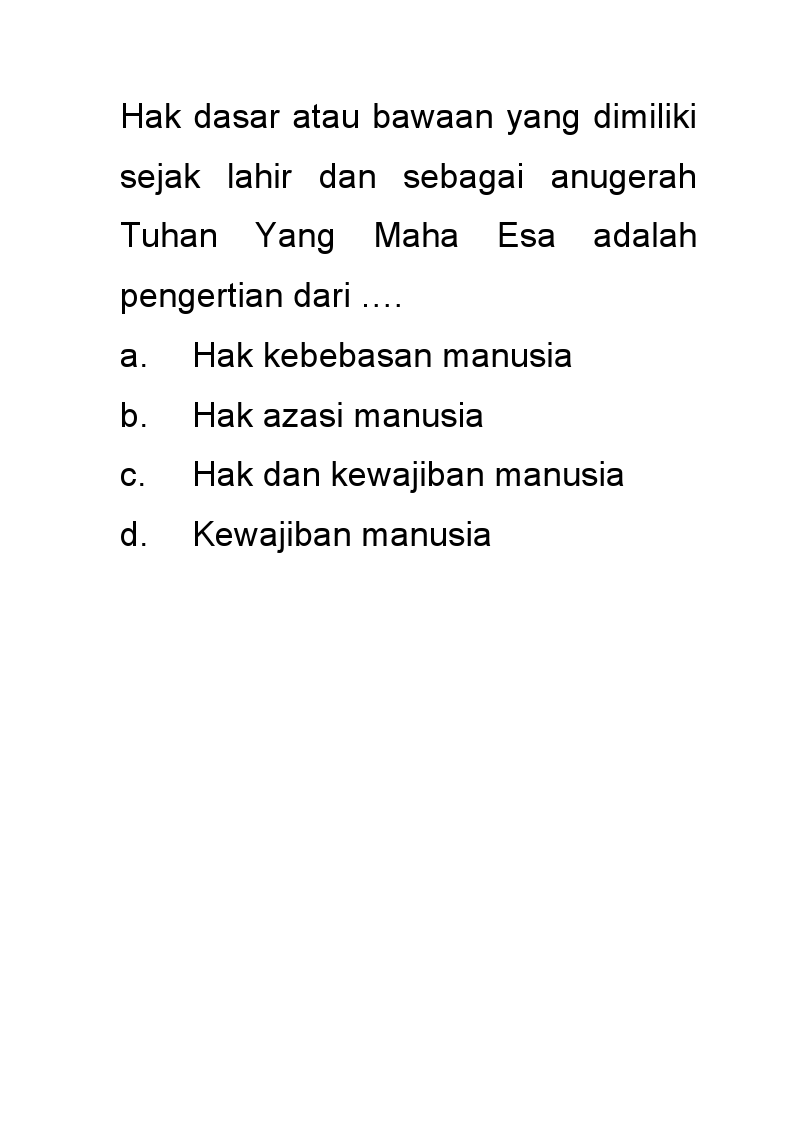 Hak dasar atau bawaan yang dimiliki
sejak lahir dan sebagai anugerah
Tuhan Yang Maha Esa adalah
pengertian dari ….
a. Hak kebebasan manusia
b. Hak azasi manusia
c. Hak dan kewajiban manusia
d. Kewajiban manusia